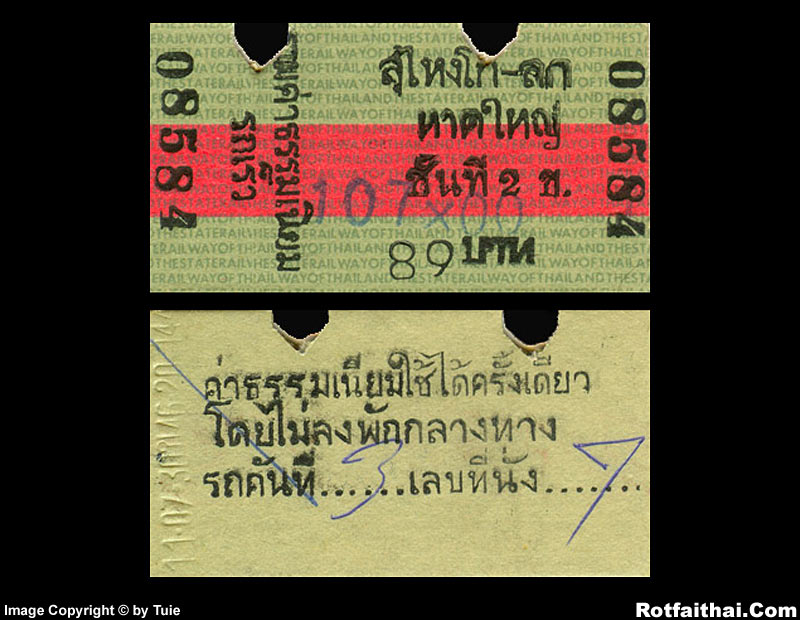 08584
รวมค่าธรรมเนียม
รถเร็ว
สุไหงโก-ลก
หาดใหญ่
ชั้นที่ 2 ช.
107x00
89 บาท
08584
ค่าธรรมเนียมใช้ได้ครั้งเดียว
โดยไม่ลงพักกลางทาง
รถคันที่......3 เลขที่นั่ง.......7
Image Copyright © by Tuie
Rotfaithai.Com